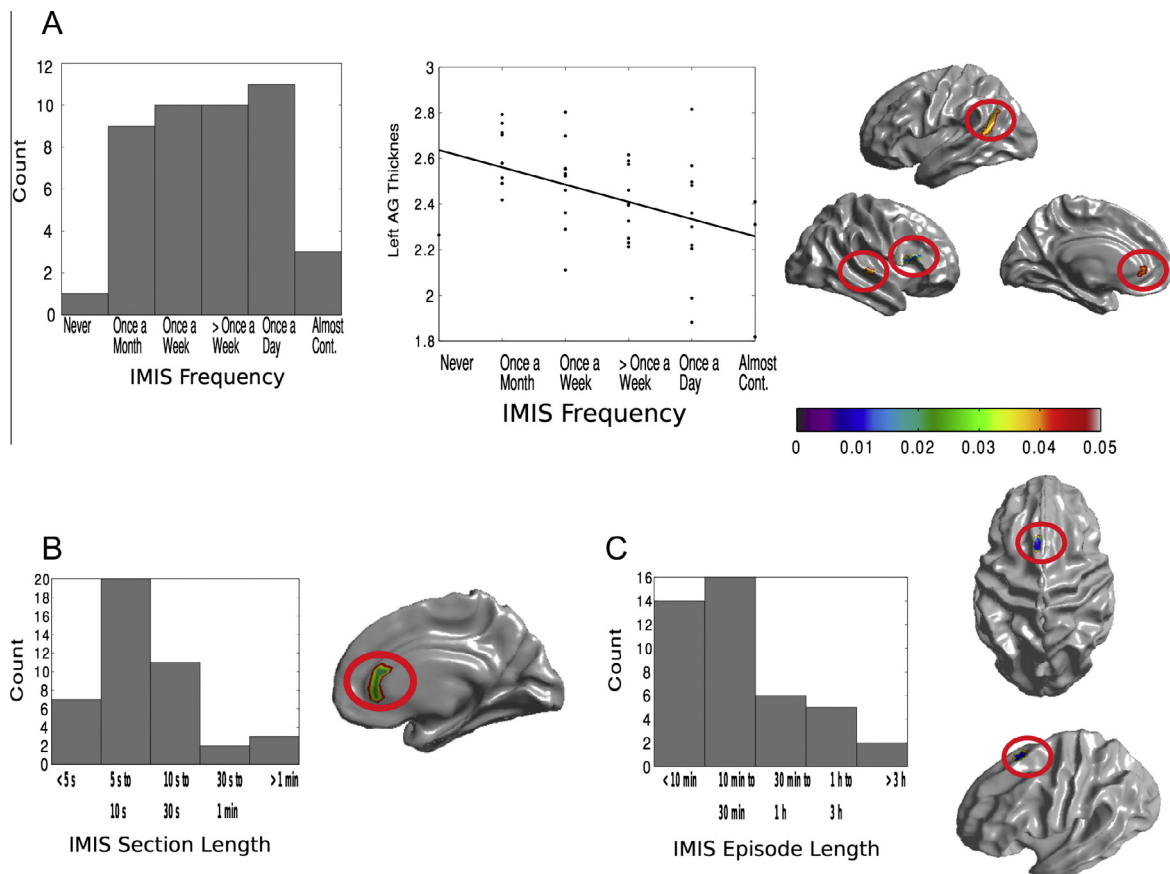 A
12
10
8
6
4
2
0
Count
Never
Once a Month
Once a Week
> Once a Week
Once a Day
Almost Cont.
IMIS Frequency
3
2.8
2.6
2.4
2.2
2
1.8
Left AG Thicknes
Never
Once a Month
Once a Week
> Once a Week
Once a Day
Almost Cont.
IMIS Frequency
0 0.01 0.02 0.03 0.04 0.05
B
20
18
16
14
12
10
8
6
4
2
0
Count
< 5 s
5 s to 10 s
10 s to 30 s
30 s to 1 min
> 1 min
IMIS Section Length
C
16
14
12
10
8
6
4
2
0
Count
< 10 min
10 min to 30 min
30 min to 1 h
1 h to 3 h
> 3 h
IMIS Episode Length